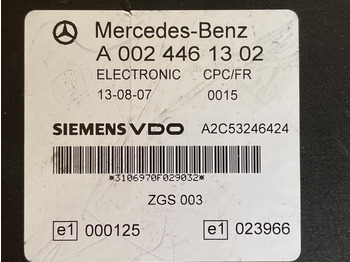 Mercedes-Benz
A 002 446 13 02
ELECTRONIC CPC/FR
13-08-07 0015
SIEMENS VDO A2C53246424
*3106970F029032*
ZGS 003
e1 000125 e1 023966